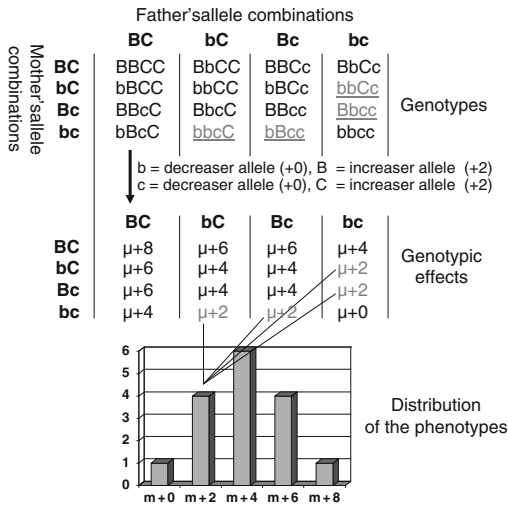 Father'sallele combinations
Mother'sallele
combinations
BC bC Bc bc
BC BBCC BbCC BBCc BbCc
bC bBCC bbCC bBCc bbCc
Bc BBcC BbcC BBcc Bbcc
bc bBcC bbcC bBcc bbcc
Genotypes
b = decreaser allele (+0), B = increaser allele (+2)
c = decreaser allele (+0), C = increaser allele (+2)
BC bC Bc bc
BC µ+8 µ+6 µ+6 µ+4
bC µ+6 µ+4 µ+4 µ+2
Bc µ+6 µ+4 µ+4 µ+2
bc µ+4 µ+2 µ+2 µ+0
Genotypic
effects
6
5
4
3
2
1
0
m+0 m+2 m+4 m+6 m+8
Distribution
of the phenotypes